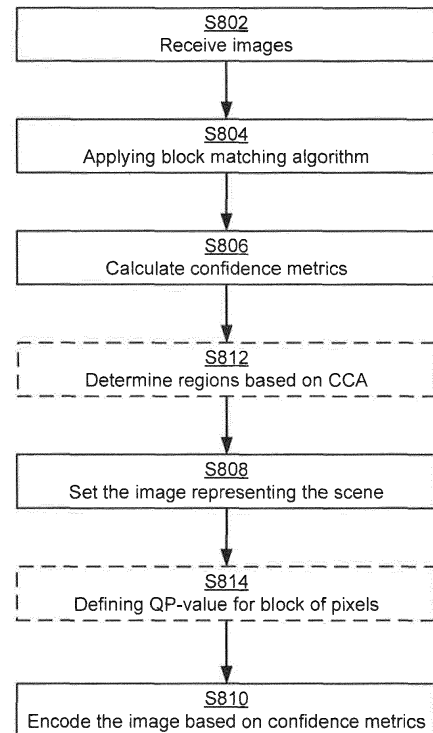 S802
Receive images
S804
Applying block matching algorithm
S806
Calculate confidence metrics
S812
Determine regions based on CCA
S808
Set the image representing the scene
S814
Defining QP-value for block of pixels
S810
Encode the image based on confidence metrics